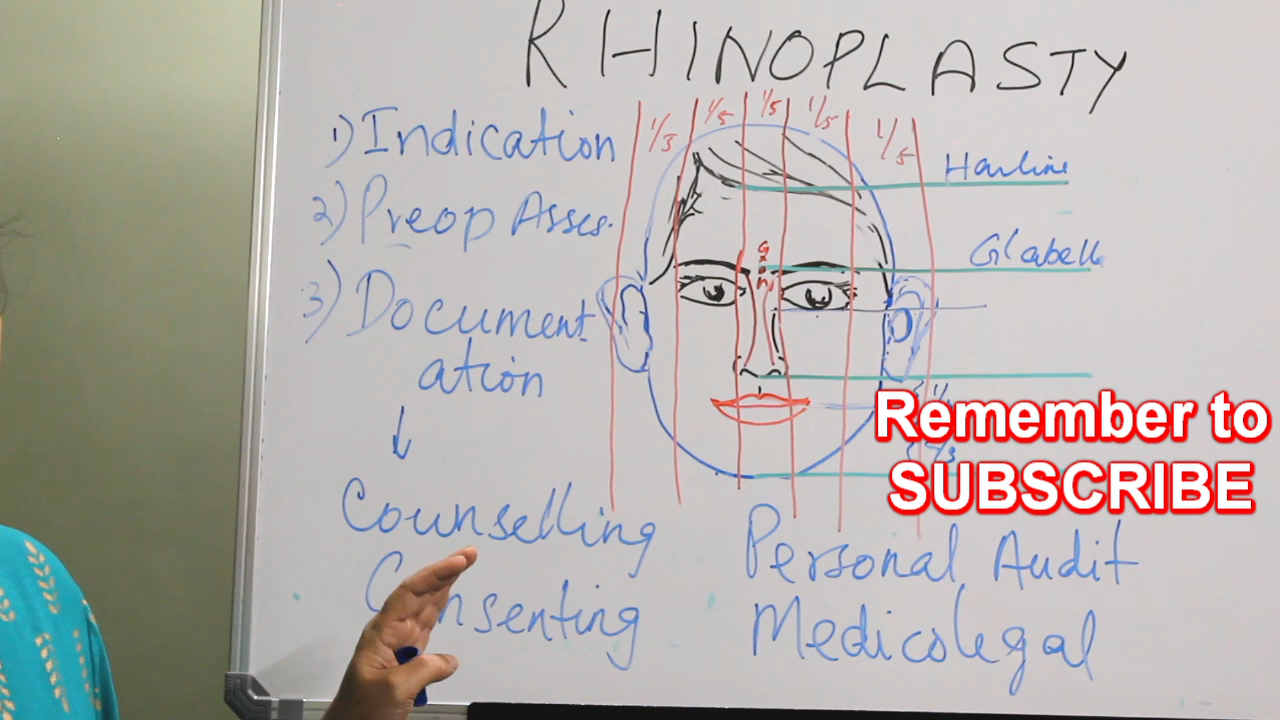 RHINOPLASTY
1/5 1/5 1/5 1/5 1/5
1) Indication
2) Preop Asses.
3) Document
ation
↓
Counselling
Consenting
Hairline
Glabella
G
N
Remember to
SUBSCRIBE
Personal Audit
Medicolegal